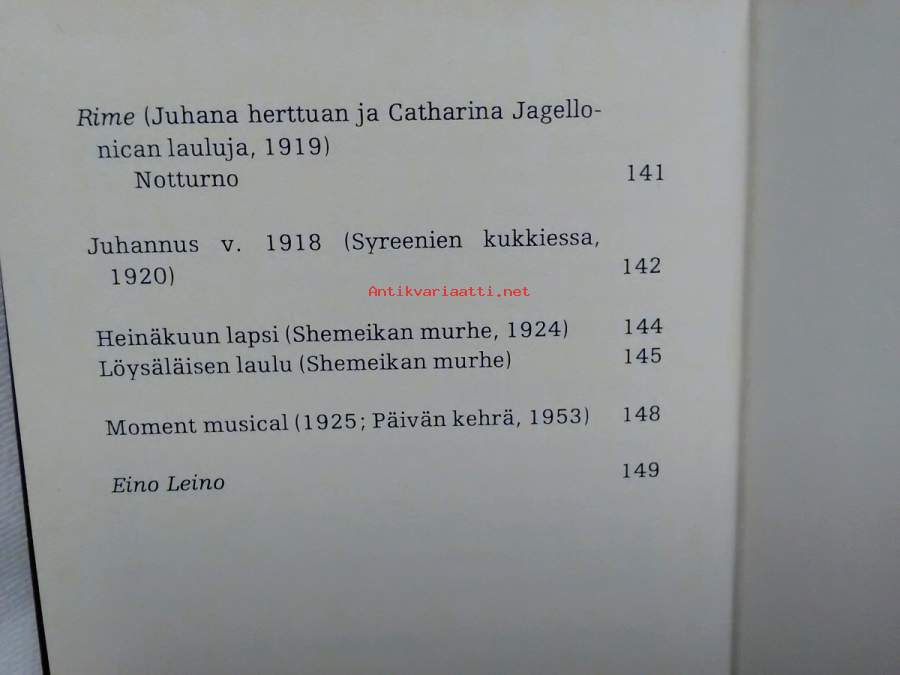 Rime (Juhana herttuan ja Catharina Jagello-
nican lauluja, 1919)
Notturno 141
Juhannus v. 1918 (Syreenien kukkiessa,
1920) 142
Antikvariaatti.net
Heinäkuun lapsi (Shemeikan murhe, 1924) 144
Löysäläisen laulu (Shemeikan murhe) 145
Moment musical (1925; Päivän kehrä, 1953) 148
Eino Leino 149